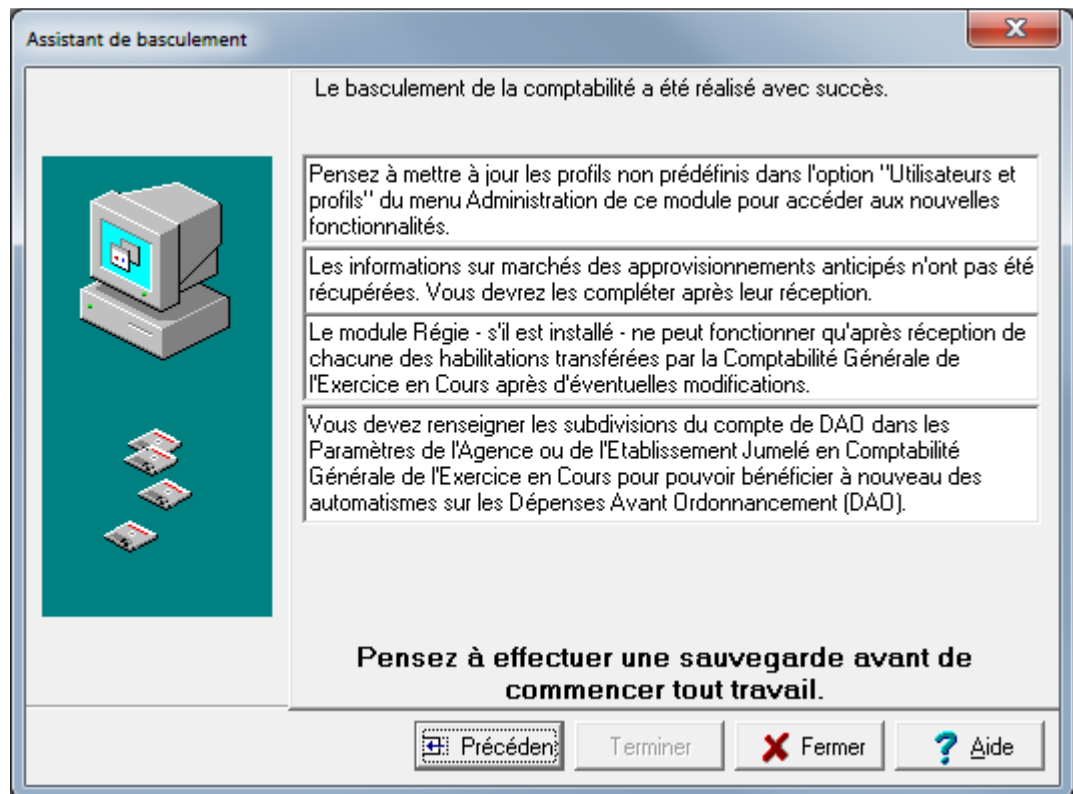 Assistant de basculement
Le basculement de la comptabilité a été réalisé avec succès.
Pensez à mettre à jour les profils non prédéfinis dans l'option "Utilisateurs et
profils" du menu Administration de ce module pour accéder aux nouvelles
fonctionnalités.
Les informations sur marchés des approvisionnements anticipés n'ont pas été
récupérées. Vous devrez les compléter après leur réception.
Le module Régie - s'il est installé - ne peut fonctionner qu'après réception de
chacune des habilitations transférées par la Comptabilité Générale de
l'Exercice en Cours après d'éventuelles modifications.
Vous devez renseigner les subdivisions du compte de DAO dans les
Paramètres de l'Agence ou de l'Etablissement Jumelé en Comptabilité
Générale de l'Exercice en Cours pour pouvoir bénéficier à nouveau des
automatismes sur les Dépenses Avant Ordonnancement (DAO).
Pensez à effectuer une sauvegarde avant de
commencer tout travail.
Précéden Terminer Fermer Aide